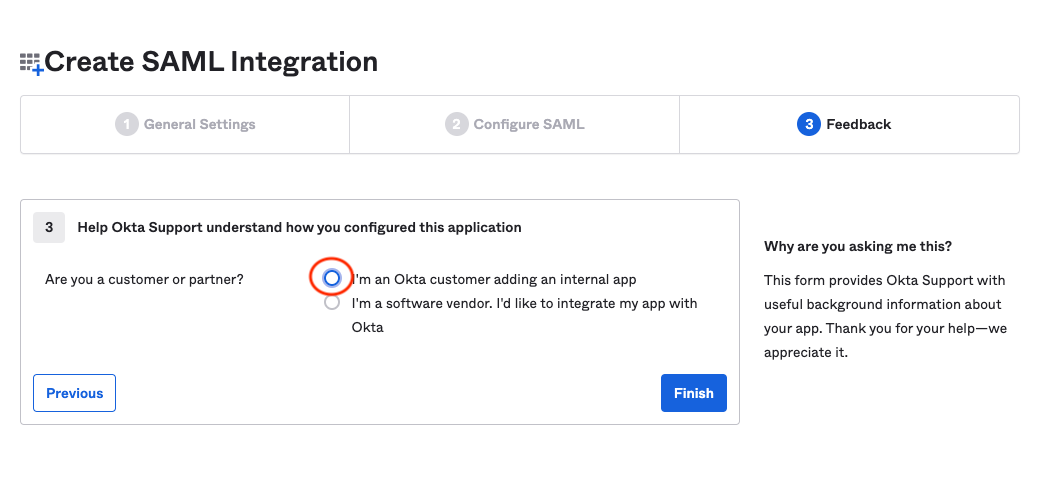 Create SAML Integration
1 General Settings
2 Configure SAML
3 Feedback
3 Help Okta Support understand how you configured this application
Are you a customer or partner?
I'm an Okta customer adding an internal app
I'm a software vendor. I'd like to integrate my app with
Okta
Previous
Finish
Why are you asking me this?
This form provides Okta Support with
useful background information about
your app. Thank you for your help—we
appreciate it.